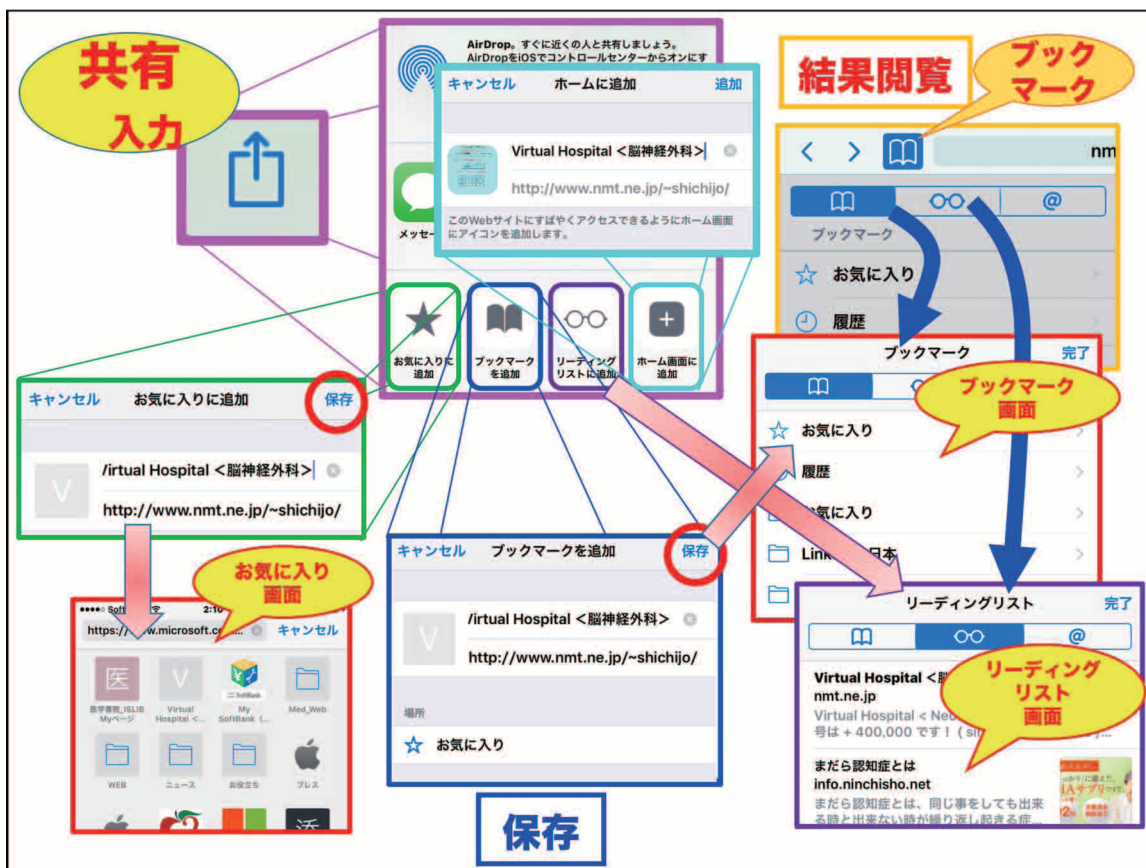 共有
入力
AirDrop。すぐに近くの人と共有しましょう。
AirDropをiOSでコントロールセンターからオンにす
キャンセル ホームに追加 追加
Virtual Hospital <脳神経外科>
http://www.nmt.ne.jp/~shichijo/
このWebサイトにすばやくアクセスできるようにホーム画面
にアイコンを追加します。
メッセー
お気に入りに
追加
ブックマーク
を追加
リーディング
リストに追加
ホーム画面に
追加
結果閲覧
ブック
マーク
nm
@
ブックマーク
お気に入り
履歴
キャンセル お気に入りに追加 保存
V
/irtual Hospital <脳神経外科>
http://www.nmt.ne.jp/~shichijo/
お気に入り
画面
2:10
キャンセル
医
医学書院_ISLIB
Myページ
V
Virtual
Hospital <...
SoftBank
My
SoftBank (...
Med_Web
WEB
ニュース
お役立ち
プレス
添
キャンセル ブックマークを追加 保存
V
/irtual Hospital <脳神経外科>
http://www.nmt.ne.jp/~shichijo/
場所
お気に入り
保存
ブックマーク 完了
ブックマーク
画面
お気に入り
履歴
お気に入り
日本
リーディングリスト 完了
@
リーディング
リスト
画面
Virtual Hospital <
nmt.ne.jp
Virtual Hospital <
号は + 400,000 です！
まだら認知症とは
info.ninchisho.net
まだら認知症とは、同じ事をしても出来
る時と出来ない時が繰り返し起きる症...